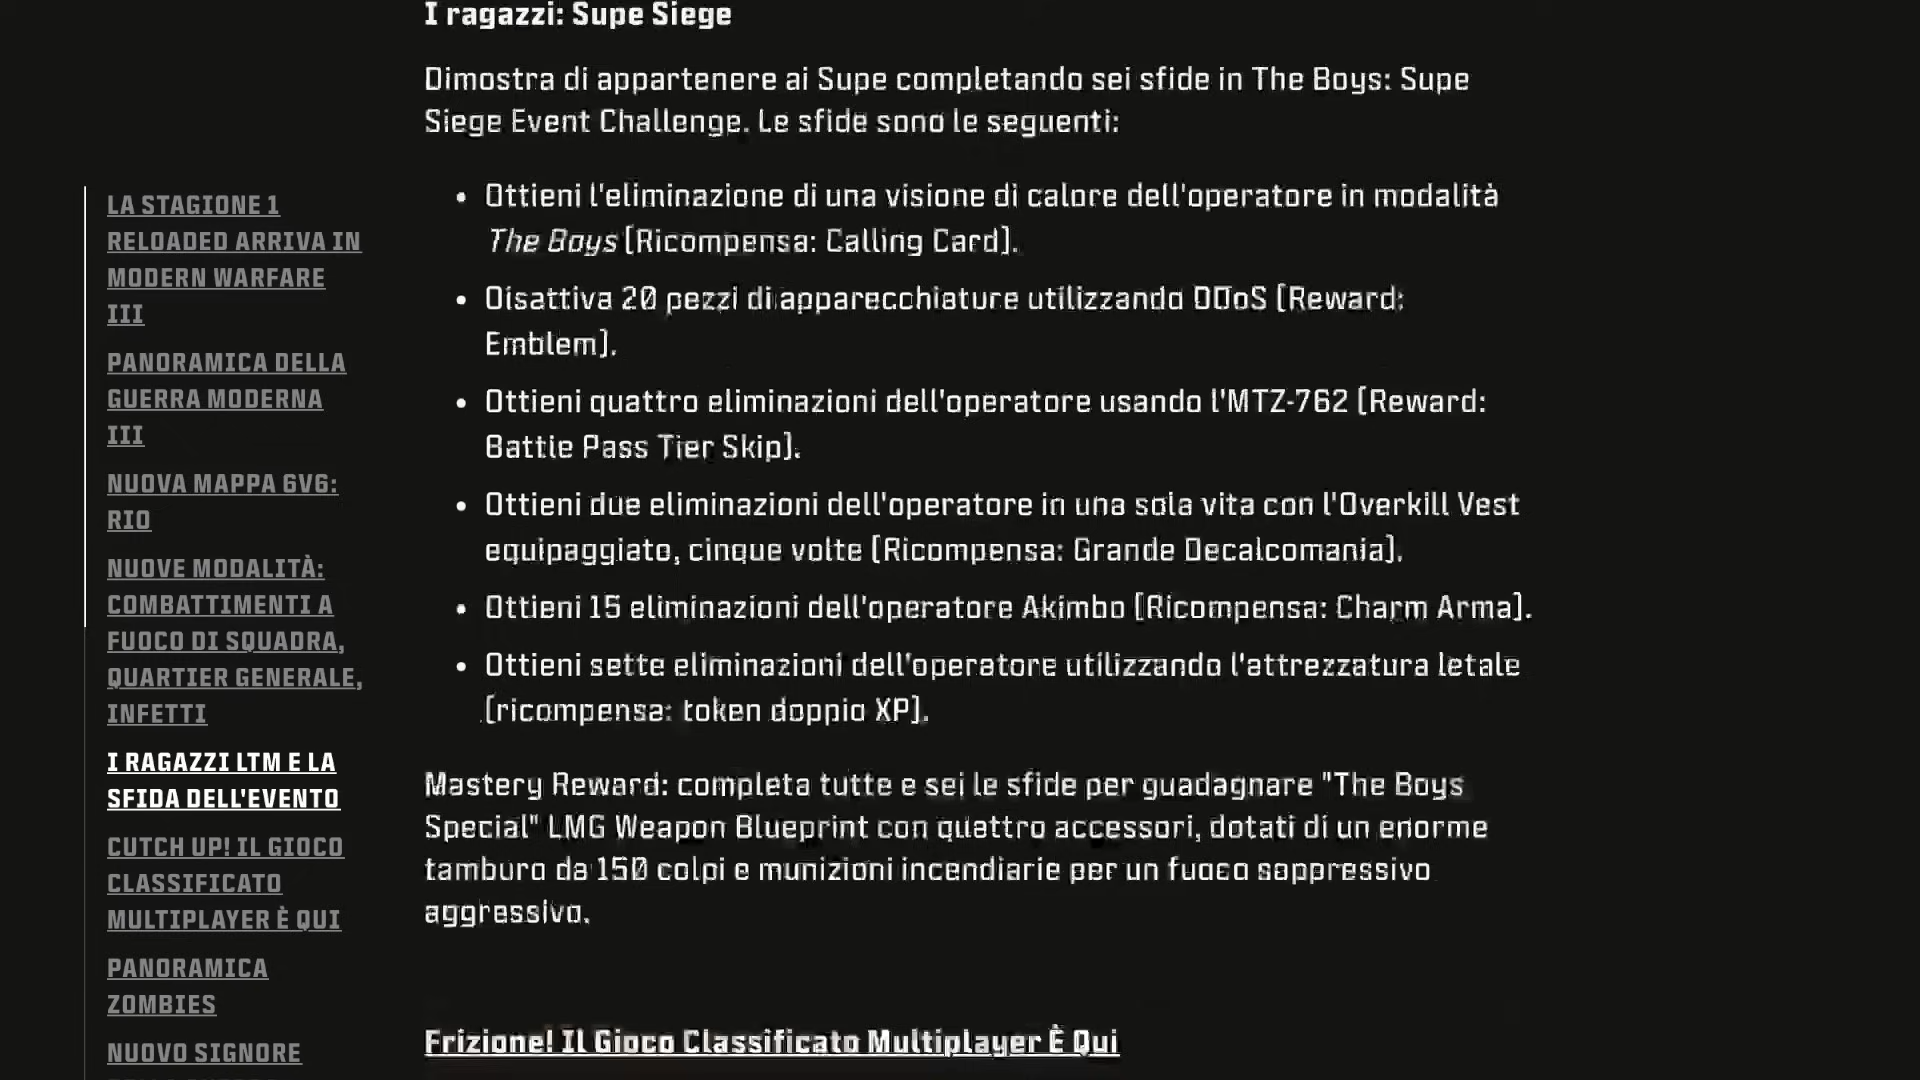 I ragazzi: Supe Siege
Dimostra di appartenere ai Supe completando sei sfide in The Boys: Supe
Siege Event Challenge. Le sfide sono le seguenti:
• Ottieni l'eliminazione di una visione di calore dell'operatore in modalità
The Boys [Ricompensa: Calling Card].
• Disattiva 20 pezzi di apparecchiature utilizzando DDoS [Reward:
Emblem].
• Ottieni quattro eliminazioni dell'operatore usando l'MTZ-762 [Reward:
Battle Pass Tier Skip].
• Ottieni due eliminazioni dell'operatore in una sola vita con l'Overkill Vest
equipaggiato, cinque volte [Ricompensa: Grande Decalcomania].
• Ottieni 15 eliminazioni dell'operatore Akimbo [Ricompensa: Charm Arma].
• Ottieni sette eliminazioni dell'operatore utilizzando l'attrezzatura letale
[ricompensa: token doppio XP].
Mastery Reward: completa tutte e sei le sfide per guadagnare "The Boys
Special" LMG Weapon Blueprint con quattro accessori, dotati di un enorme
tamburo da 150 colpi e munizioni incendiarie per un fuoco soppressivo
aggressivo.
Frizione! Il Gioco Classificato Multiplayer È Qui
LA STAGIONE 1
RELOADED ARRIVA IN
MODERN WARFARE
III
PANORAMICA DELLA
GUERRA MODERNA
III
NUOVA MAPPA 6V6:
RIO
NUOVE MODALITÀ:
COMBATTIMENTI A
FUOCO DI SQUADRA,
QUARTIER GENERALE,
INFETTI
I RAGAZZI LTM E LA
SFIDA DELL'EVENTO
CUTCH UP! IL GIOCO
CLASSIFICATO
MULTIPLAYER È QUI
PANORAMICA
ZOMBIES
NUOVO SIGNORE